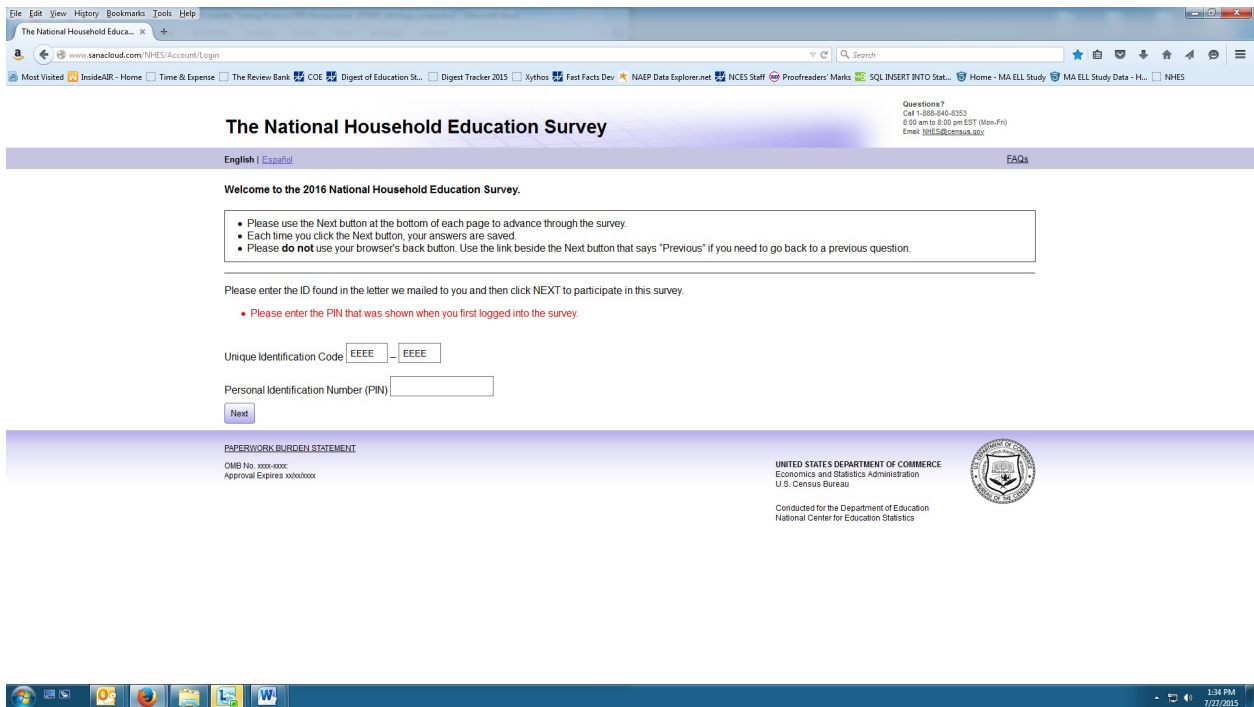 File Edit View History Bookmarks Tools Help
The National Household Educa... × +
www.sanacloud.com/NHES/Account/Login
Search
Most Visited InsideAIR - Home Time & Expense The Review Bank COE Digest of Education St... Digest Tracker 2015 Xythos Fast Facts Dev NAEP Data Explorer.net NCES Staff Proofreaders' Marks SQL INSERT INTO Stat... Home - MA ELL Study MA ELL Study Data - H... NHES
Questions?
Call 1-888-840-8353
8:00 am to 8:00 pm EST (Mon-Fri)
Email: NHES@census.gov
The National Household Education Survey
English | Español FAQs
Welcome to the 2016 National Household Education Survey.
• Please use the Next button at the bottom of each page to advance through the survey.
• Each time you click the Next button, your answers are saved.
• Please do not use your browser's back button. Use the link beside the Next button that says "Previous" if you need to go back to a previous question.
Please enter the ID found in the letter we mailed to you and then click NEXT to participate in this survey.
• Please enter the PIN that was shown when you first logged into the survey.
Unique Identification Code EEEE – EEEE
Personal Identification Number (PIN)
Next
PAPERWORK BURDEN STATEMENT
OMB No. xxxx-xxxx:
Approval Expires xx/xx/xxxx
UNITED STATES DEPARTMENT OF COMMERCE
Economics and Statistics Administration
U.S. Census Bureau
Conducted for the Department of Education
National Center for Education Statistics
1:34 PM
7/27/2015